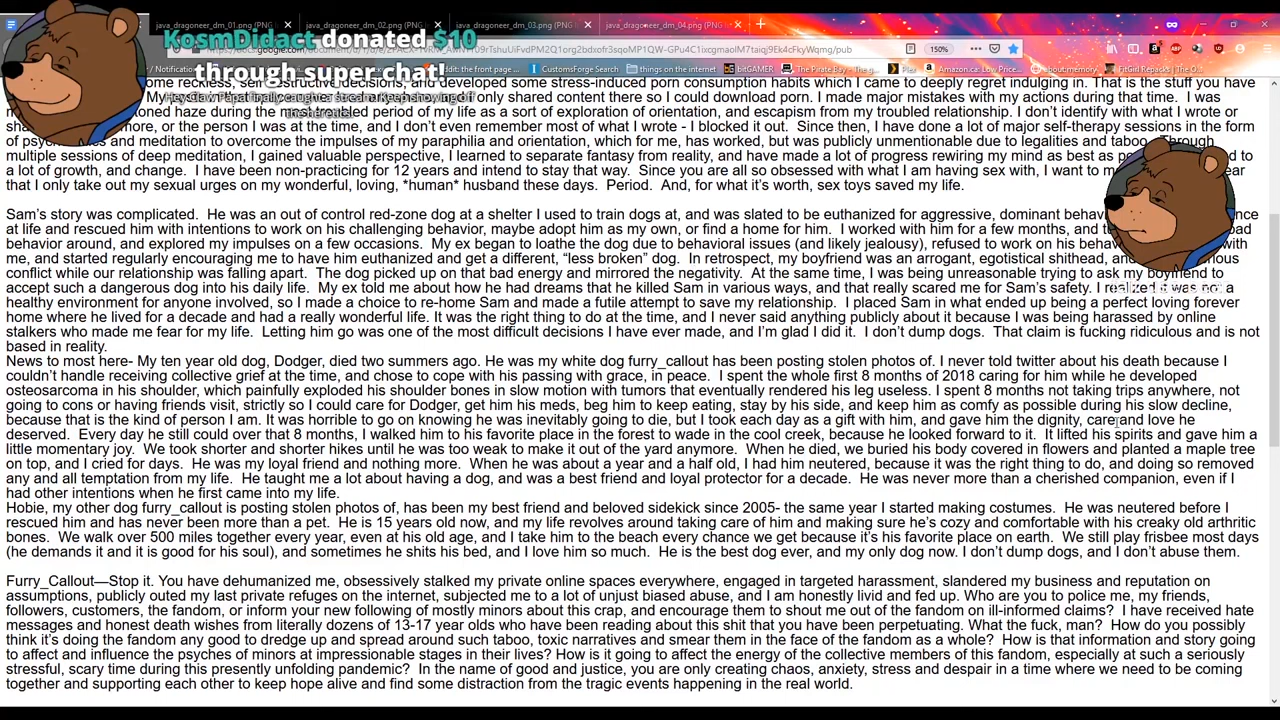 java_dragoneer_dm_01.png (PNG I
java_dragoneer_dm_02.png (PNG I
java_dragoneer_dm_03.png (PNG I
java_dragoneer_dm_04.png (PNG I
KosmDidact donated $10
through super chat!
150%
/ Notification
Reddit: the front page
CustomsForge Search
things on the internet
bitGAMER
The Pirate Bay - The g
Plex
Amazon.ca: Low Price
about:memory
FitGirl Repacks | The O
developed some stress-induced porn consumption habits which I came to deeply regret indulging in. That is the stuff you have
only shared content there so I could download porn. I made major mistakes with my actions during that time. I was
haze during the period of my life as a sort of exploration of orientation, and escapism from my troubled relationship. I don't identify with what I wrote or
more, or the person I was at the time, and I don't even remember most of what I wrote - I blocked it out. Since then, I have done a lot of major self-therapy sessions in the form
of and meditation to overcome the impulses of my paraphilia and orientation, which for me, has worked, but was publicly unmentionable due to legalities and taboo. Through
multiple sessions of deep meditation, I gained valuable perspective, I learned to separate fantasy from reality, and have made a lot of progress rewiring my mind as best as to
a lot of growth, and change. I have been non-practicing for 12 years and intend to stay that way. Since you are all so obsessed with what I am having sex with, I want to
that I only take out my sexual urges on my wonderful, loving, *human* husband these days. Period. And, for what it's worth, sex toys saved my life.
Sam's story was complicated. He was an out of control red-zone dog at a shelter I used to train dogs at, and was slated to be euthanized for aggressive, dominant
at life and rescued him with intentions to work on his challenging behavior, maybe adopt him as my own, or find a home for him. I worked with him for a few months, and
behavior around, and explored my impulses on a few occasions. My ex began to loathe the dog due to behavioral issues (and likely jealousy), refused to work on his with
me, and started regularly encouraging me to have him euthanized and get a different, “less broken” dog. In retrospect, my boyfriend was an arrogant, egotistical shithead,
conflict while our relationship was falling apart. The dog picked up on that bad energy and mirrored the negativity. At the same time, I was being unreasonable trying to ask my boyfriend to
accept such a dangerous dog into his daily life. My ex told me about how he had dreams that he killed Sam in various ways, and that really scared me for Sam's safety. I a
healthy environment for anyone involved, so I made a choice to re-home Sam and made a futile attempt to save my relationship. I placed Sam in what ended up being a perfect loving forever
home where he lived for a decade and had a really wonderful life. It was the right thing to do at the time, and I never said anything publicly about it because I was being harassed by online
stalkers who made me fear for my life. Letting him go was one of the most difficult decisions I have ever made, and I'm glad I did it. I don't dump dogs. That claim is fucking ridiculous and is not
based in reality.
News to most here- My ten year old dog, Dodger, died two summers ago. He was my white dog furry_callout has been posting stolen photos of. I never told twitter about his death because I
couldn't handle receiving collective grief at the time, and chose to cope with his passing with grace, in peace. I spent the whole first 8 months of 2018 caring for him while he developed
osteosarcoma in his shoulder, which painfully exploded his shoulder bones in slow motion with tumors that eventually rendered his leg useless. I spent 8 months not taking trips anywhere, not
going to cons or having friends visit, strictly so I could care for Dodger, get him his meds, beg him to keep eating, stay by his side, and keep him as comfy as possible during his slow decline,
because that is the kind of person I am. It was horrible to go on knowing he was inevitably going to die, but I took each day as a gift with him, and gave him the dignity, care and love he
deserved. Every day he still could over that 8 months, I walked him to his favorite place in the forest to wade in the cool creek, because he looked forward to it. It lifted his spirits and gave him a
little momentary joy. We took shorter and shorter hikes until he was too weak to make it out of the yard anymore. When he died, we buried his body covered in flowers and planted a maple tree
on top, and I cried for days. He was my loyal friend and nothing more. When he was about a year and a half old, I had him neutered, because it was the right thing to do, and doing so removed
any and all temptation from my life. He taught me a lot about having a dog, and was a best friend and loyal protector for a decade. He was never more than a cherished companion, even if I
had other intentions when he first came into my life.
Hobie, my other dog furry_callout is posting stolen photos of, has been my best friend and beloved sidekick since 2005- the same year I started making costumes. He was neutered before I
rescued him and has never been more than a pet. He is 15 years old now, and my life revolves around taking care of him and making sure he's cozy and comfortable with his creaky old arthritic
bones. We walk over 500 miles together every year, even at his old age, and I take him to the beach every chance we get because it's his favorite place on earth. We still play frisbee most days
(he demands it and it is good for his soul), and sometimes he shits his bed, and I love him so much. He is the best dog ever, and my only dog now. I don't dump dogs, and I don't abuse them.
Furry_Callout—Stop it. You have dehumanized me, obsessively stalked my private online spaces everywhere, engaged in targeted harassment, slandered my business and reputation on
assumptions, publicly outed my last private refuges on the internet, subjected me to a lot of unjust biased abuse, and I am honestly livid and fed up. Who are you to police me, my friends,
followers, customers, the fandom, or inform your new following of mostly minors about this crap, and encourage them to shout me out of the fandom on ill-informed claims? I have received hate
messages and honest death wishes from literally dozens of 13-17 year olds who have been reading about this shit that you have been perpetuating. What the fuck, man? How do you possibly
think it's doing the fandom any good to dredge up and spread around such taboo, toxic narratives and smear them in the face of the fandom as a whole? How is that information and story going
to affect and influence the psyches of minors at impressionable stages in their lives? How is it going to affect the energy of the collective members of this fandom, especially at such a seriously
stressful, scary time during this presently unfolding pandemic? In the name of good and justice, you are only creating chaos, anxiety, stress and despair in a time where we need to be coming
together and supporting each other to keep hope alive and find some distraction from the tragic events happening in the real world.